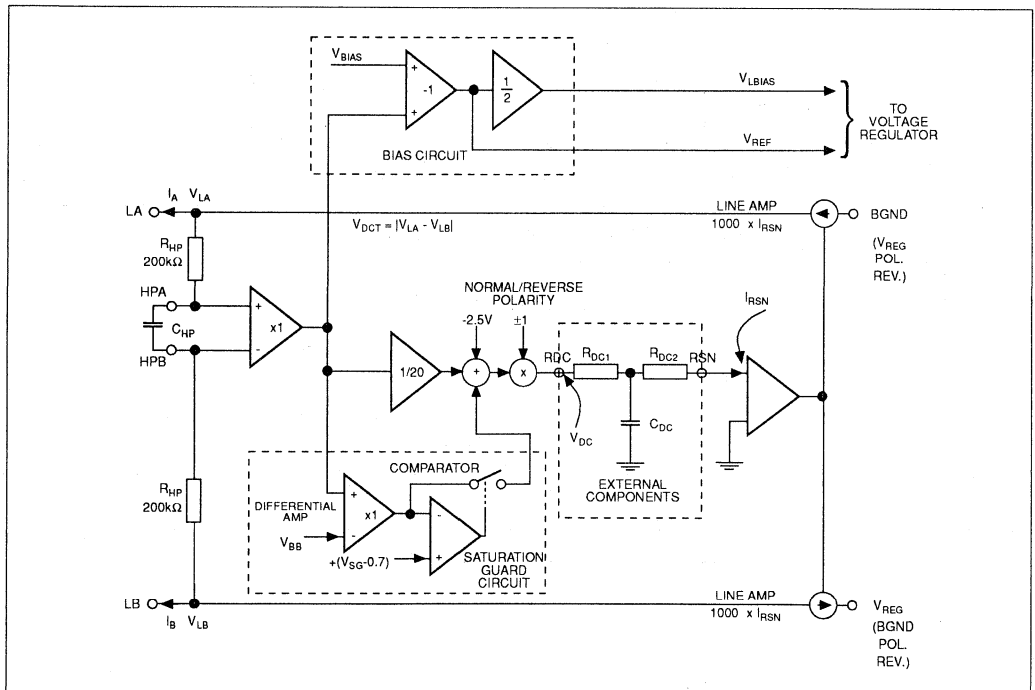 V_BIAS
+
-1
+
1/2
V_LBIAS
BIAS CIRCUIT
V_REF
TO
VOLTAGE
REGULATOR
I_A V_LA
LA
V_DCT = |V_LA - V_LB|
LINE AMP
1000 x I_RSN
BGND
(V_REG
POL.
REV.)
R_HP
200kΩ
HPA
C_HP
HPB
+
x1
-
NORMAL/REVERSE
POLARITY
-2.5V
±1
1/20
+
x
RDC
R_DC1
R_DC2
RSN
I_RSN
V_DC
C_DC
EXTERNAL
COMPONENTS
R_HP
200kΩ
COMPARATOR
DIFFERENTIAL
AMP
+
x1
-
V_BB
-
+
+(V_SG-0.7)
SATURATION
GUARD
CIRCUIT
LB
I_B V_LB
LINE AMP
1000 x I_RSN
V_REG
(BGND
POL.
REV.)